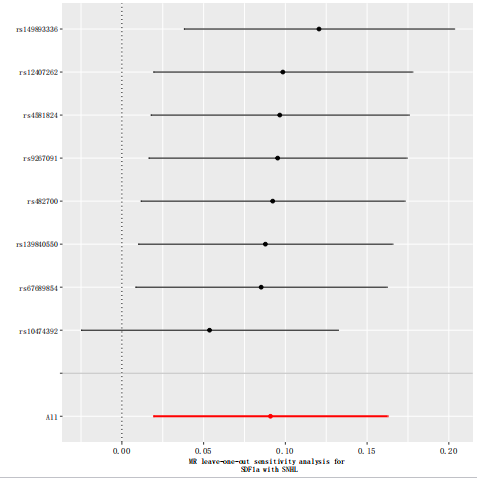 rs149893336
rs12407262
rs4581824
rs9267091
rs482700
rs139840550
rs67689854
rs10474392
All
0.00 0.05 0.10 0.15 0.20
MR leave-one-out sensitivity analysis for
SDF1a with SNHL